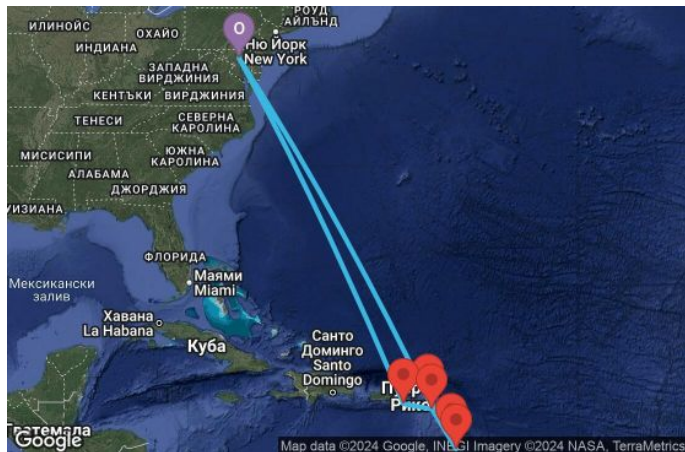 РОУД
АЙЛЪНД
ИЛИНОЙС
ОХАЙО
O
Ню Йорк
New York
ИНДИАНА
ЗАПАДНА
ВИРДЖИНИЯ
КЕНТЪКИ
ВИРДЖИНИЯ
ТЕНЕСИ
СЕВЕРНА
КАРОЛИНА
МИСИСИПИ
ЮЖНА
КАРОЛИНА
АЛАБАМА
ДЖОРДЖИЯ
УИЗИАНА
ФЛОРИДА
Мексикански
залив
Маями
Miami
Хавана
La Habana
Куба
Санто
Доминго
Santo
Domingo
Рико
Google
Map data ©2024 Google, INEGI Imagery ©2024 NASA, TerraMetrics